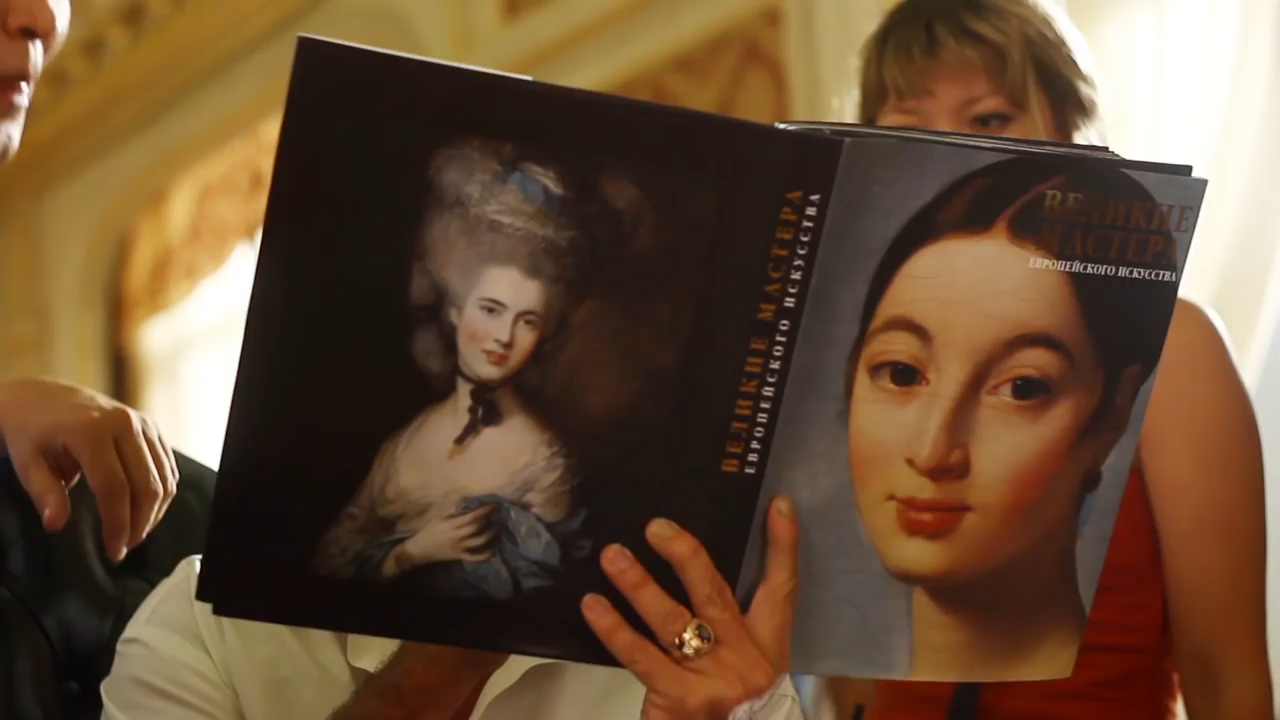 ВЕЛИКИЕ МАСТЕРА
ЕВРОПЕЙСКОГО ИСКУССТВА
ВЕЛИКИЕ
МАСТЕРА
ЕВРОПЕЙСКОГО ИСКУССТВА